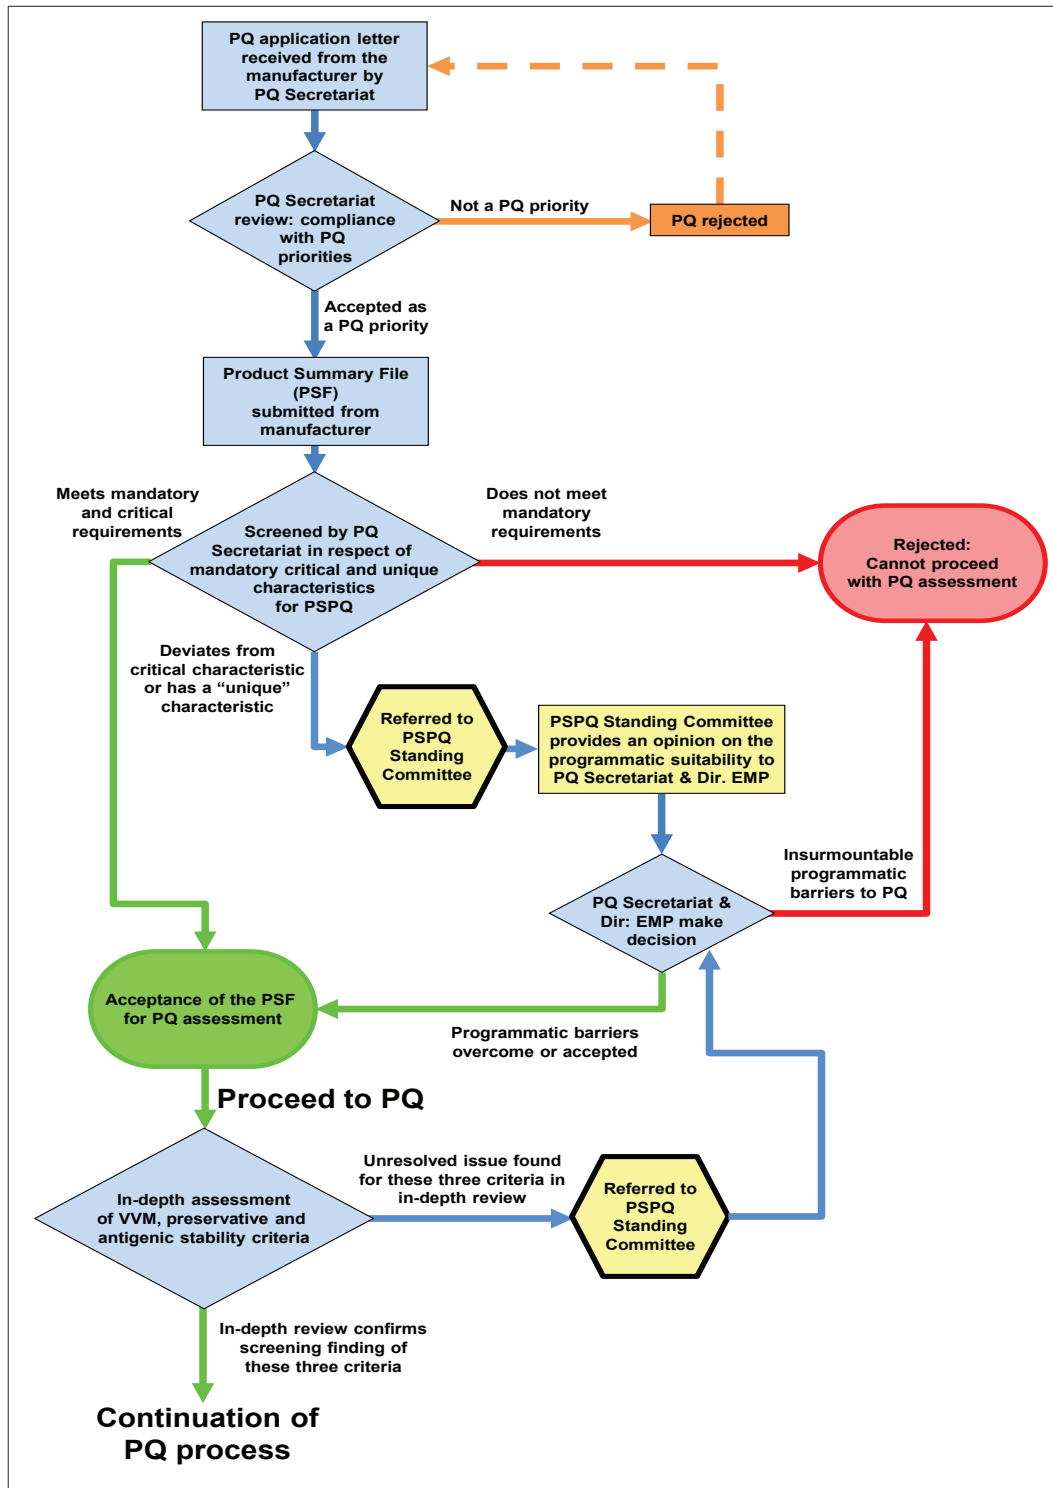 PQ application letter
received from the
manufacturer by
PQ Secretariat
PQ Secretariat
review: compliance
with PQ
priorities
Not a PQ priority
PQ rejected
Accepted as
a PQ priority
Product Summary File
(PSF)
submitted from
manufacturer
Meets mandatory
and critical
requirements
Does not meet
mandatory
requirements
Screened by PQ
Secretariat in respect of
mandatory critical and unique
characteristics
for PSPQ
Rejected:
Cannot proceed
with PQ assessment
Deviates from
critical characteristic
or has a “unique”
characteristic
Referred to
PSPQ
Standing
Committee
PSPQ Standing Committee
provides an opinion on the
programmatic suitability to
PQ Secretariat & Dir. EMP
Insurmountable
programmatic
barriers to PQ
PQ Secretariat &
Dir: EMP make
decision
Acceptance of the PSF
for PQ assessment
Programmatic barriers
overcome or accepted
Proceed to PQ
Unresolved issue found
for these three criteria in
in-depth review
In-depth assessment
of VVM, preservative and
antigenic stability criteria
Referred to
PSPQ
Standing
Committee
In-depth review confirms
screening finding of
these three criteria
Continuation of
PQ process